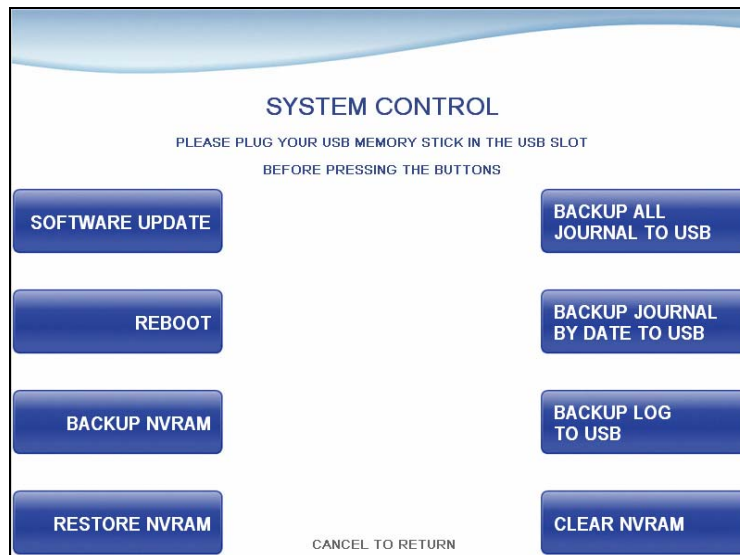 SYSTEM CONTROL
PLEASE PLUG YOUR USB MEMORY STICK IN THE USB SLOT
BEFORE PRESSING THE BUTTONS
SOFTWARE UPDATE
BACKUP ALL
JOURNAL TO USB
REBOOT
BACKUP JOURNAL
BY DATE TO USB
BACKUP NVRAM
BACKUP LOG
TO USB
RESTORE NVRAM
CLEAR NVRAM
CANCEL TO RETURN